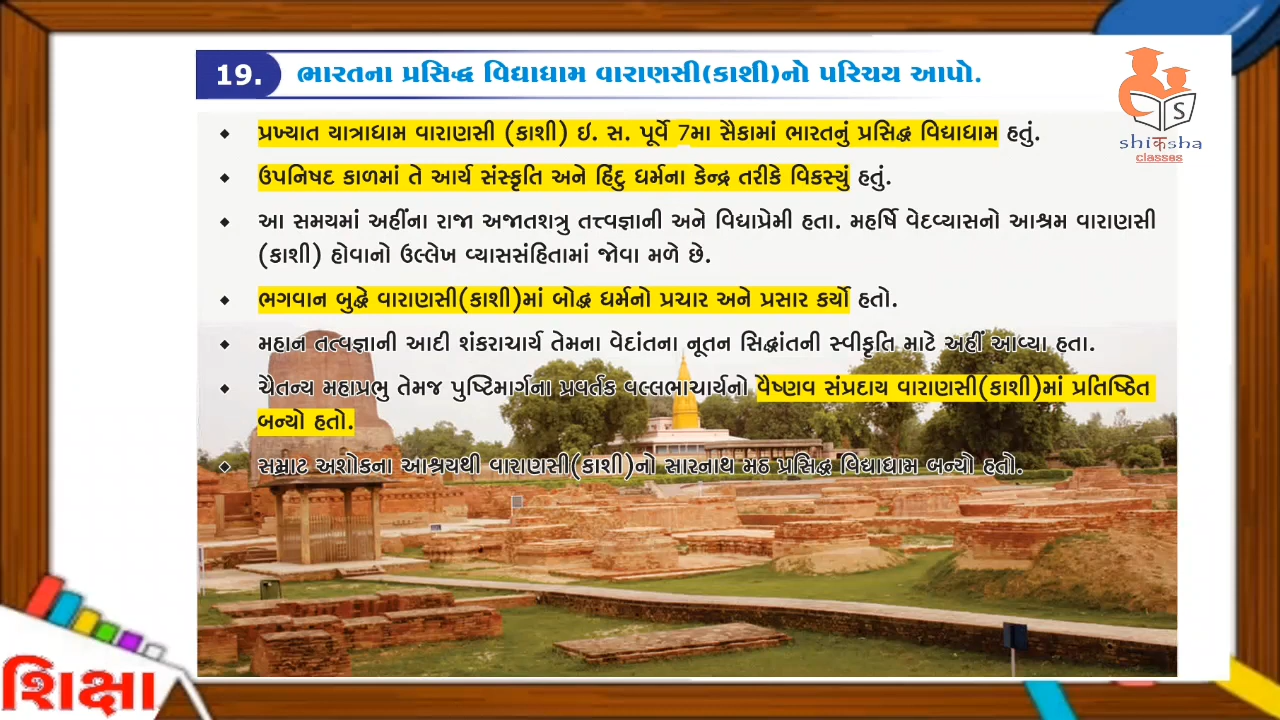 19. ભારતના પ્રસિદ્ધ વિદ્યાધામ વારાણસી(કાશી)નો પરિચય આપો.
S
shiकsha
classes
◆ પ્રખ્યાત યાત્રાધામ વારાણસી (કાશી) ઇ. સ. પૂર્વે 7મા સૈકામાં ભારતનું પ્રસિદ્ધ વિદ્યાધામ હતું.
◆ ઉપનિષદ કાળમાં તે આર્ય સંસ્કૃતિ અને હિંદુ ધર્મના કેન્દ્ર તરીકે વિકસ્યું હતું.
◆ આ સમયમાં અહીંના રાજા અજાતશત્રુ તત્ત્વજ્ઞાની અને વિદ્યાપ્રેમી હતા. મહર્ષિ વેદવ્યાસનો આશ્રમ વારાણસી
(કાશી) હોવાનો ઉલ્લેખ વ્યાસસંહિતામાં જોવા મળે છે.
◆ ભગવાન બુદ્ધે વારાણસી(કાશી)માં બોદ્ધ ધર્મનો પ્રચાર અને પ્રસાર કર્યો હતો.
◆ મહાન તત્વજ્ઞાની આદી શંકરાચાર્ય તેમના વેદાંતના નૂતન સિદ્ધાંતની સ્વીકૃતિ માટે અહીં આવ્યા હતા.
◆ ચૈતન્ય મહાપ્રભુ તેમજ પુષ્ટિમાર્ગના પ્રવર્તક વલ્લભાચાર્યનો વૈષ્ણવ સંપ્રદાય વારાણસી(કાશી)માં પ્રતિષ્ઠિત
બન્યો હતો.
◆ સમ્રાટ અશોકના આશ્રયથી વારાણસી(કાશી)નો સારનાથ મઠ પ્રસિદ્ધ વિદ્યાધામ બન્યો હતો.
શિક્ષા